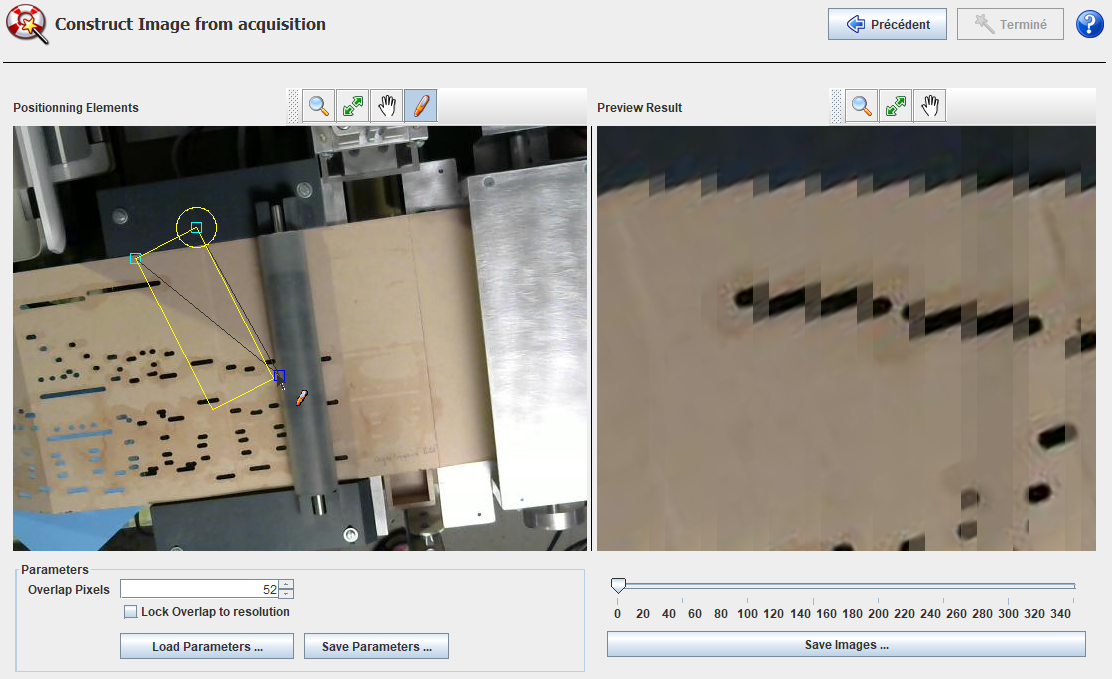 Construct Image from acquisition
Précédent
Terminé
Positionning Elements
Preview Result
Parameters
Overlap Pixels 52
Lock Overlap to resolution
Load Parameters ...
Save Parameters ...
0 20 40 60 80 100 120 140 160 180 200 220 240 260 280 300 320 340
Save Images ...